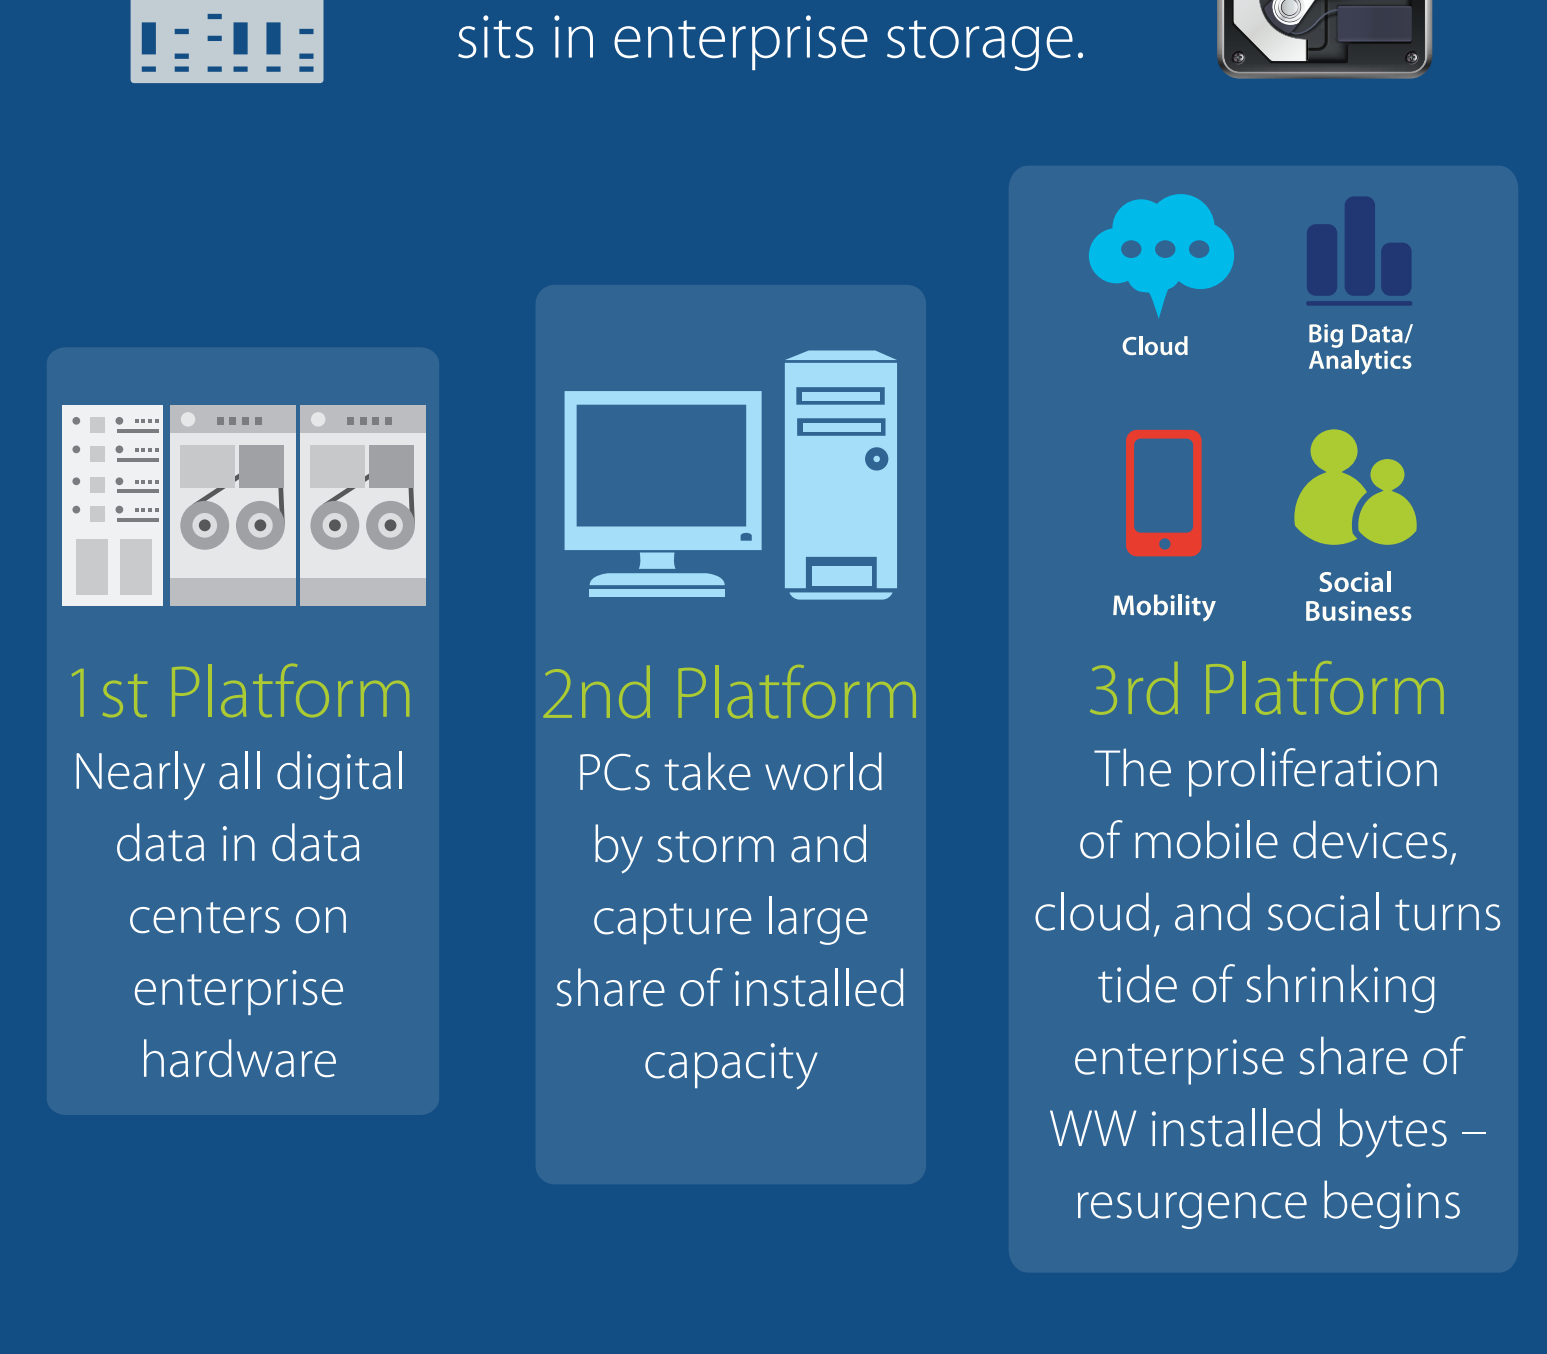 sits in enterprise storage.
Cloud
Big Data/
Analytics
Mobility
Social
Business
1st Platform
Nearly all digital
data in data
centers on
enterprise
hardware
2nd Platform
PCs take world
by storm and
capture large
share of installed
capacity
3rd Platform
The proliferation
of mobile devices,
cloud, and social turns
tide of shrinking
enterprise share of
WW installed bytes –
resurgence begins